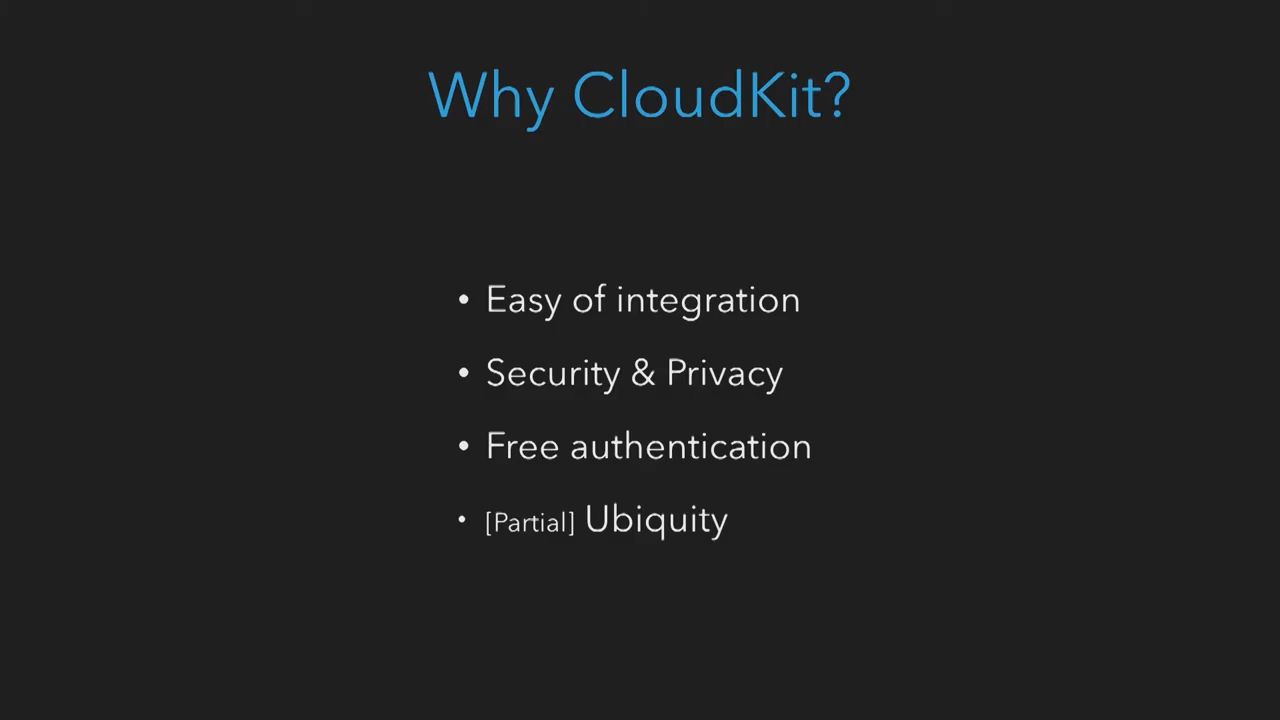 Why CloudKit?
• Easy of integration
• Security & Privacy
• Free authentication
• [Partial] Ubiquity